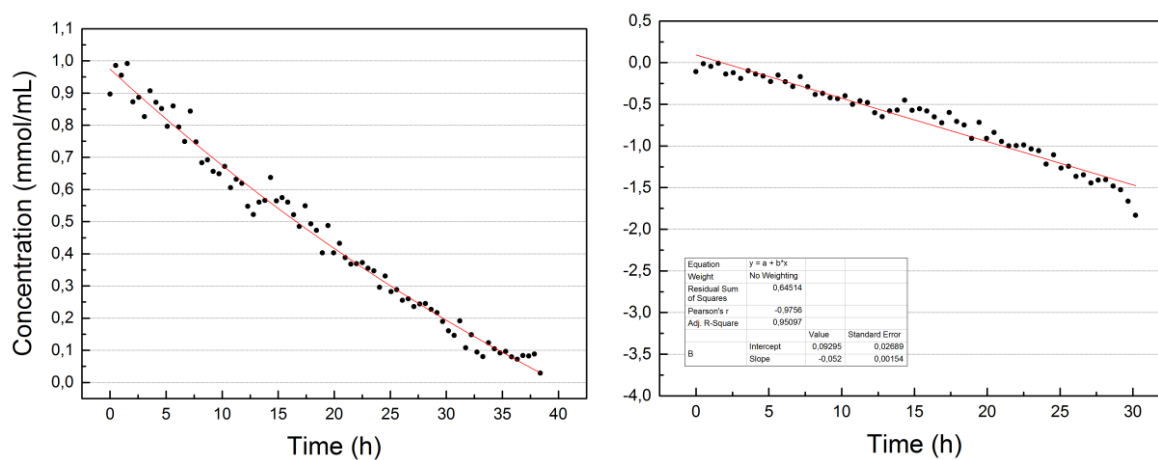 1,1
1,0
0,9
0,8
0,7
0,6
0,5
0,4
0,3
0,2
0,1
0,0
Concentration (mmol/mL)
0 5 10 15 20 25 30 35 40
Time (h)
0,5
0,0
-0,5
-1,0
-1,5
-2,0
-2,5
-3,0
-3,5
-4,0
Equation y = a + b*x
Weight No Weighting
Residual Sum of Squares 0,64514
Pearson's r -0,9756
Adj. R-Square 0,95097
Value Standard Error
B Intercept 0,09295 0,02689
Slope -0,052 0,00154
0 5 10 15 20 25 30
Time (h)